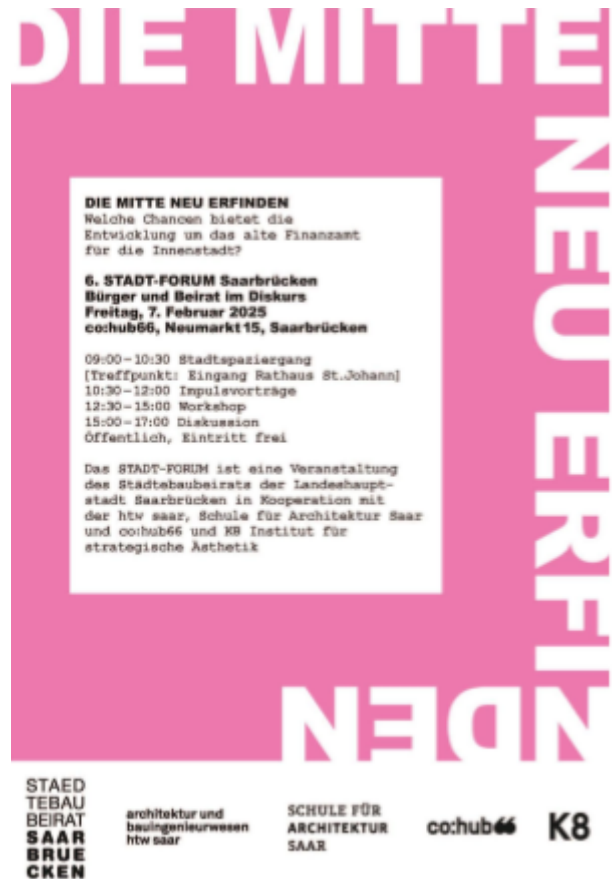 DIE MITTE
NEU ERFI
NDEN
DIE MITTE NEU ERFINDEN
Welche Chancen bietet die
Entwicklung um das alte Finanzamt
für die Innenstadt?
6. STADT-FORUM Saarbrücken
Bürger und Beirat im Diskurs
Freitag, 7. Februar 2025
co:hub66, Neumarkt 15, Saarbrücken
09:00–10:30 Stadtspaziergang
[Treffpunkt: Eingang Rathaus St.Johann]
10:30–12:00 Impulsvorträge
12:30–15:00 Workshop
15:00–17:00 Diskussion
Öffentlich, Eintritt frei
Das STADT-FORUM ist eine Veranstaltung
des Städtebaubeirats der Landeshaupt-
stadt Saarbrücken in Kooperation mit
der htw saar, Schule für Architektur Saar
und co:hub66 und K8 Institut für
strategische Ästhetik
STAED
TEBAU
BEIRAT
SAAR
BRUE
CKEN
architektur und
bauingenieurwesen
htw saar
SCHULE FÜR
ARCHITEKTUR
SAAR
co:hub66
K8